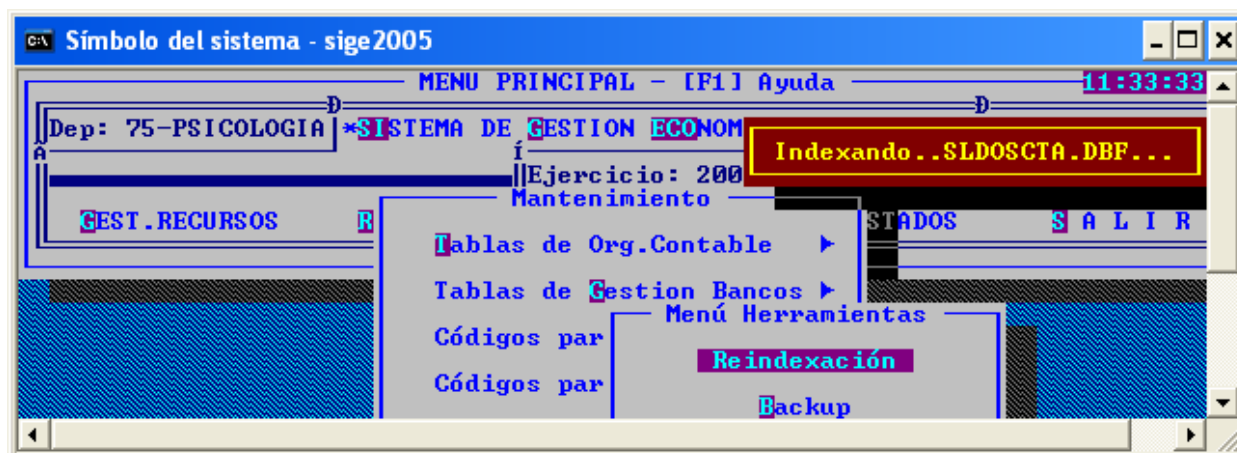 Símbolo del sistema - sige2005
MENU PRINCIPAL - [F1] Ayuda 11:33:33
Dep: 75-PSICOLOGIA *SISTEMA DE GESTION ECONOM
Indexando..SLDOSCTA.DBF...
Ejercicio: 200
Mantenimiento
GEST.RECURSOS R STADOS S A L I R
Tablas de Org.Contable
Tablas de Gestion Bancos
Menú Herramientas
Códigos par
Reindexación
Códigos par
Backup